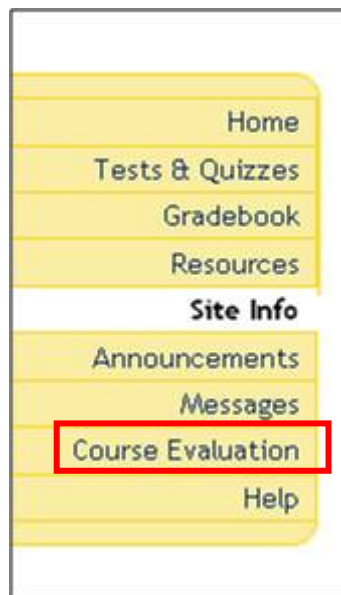 Home
Tests & Quizzes
Gradebook
Resources
Site Info
Announcements
Messages
Course Evaluation
Help